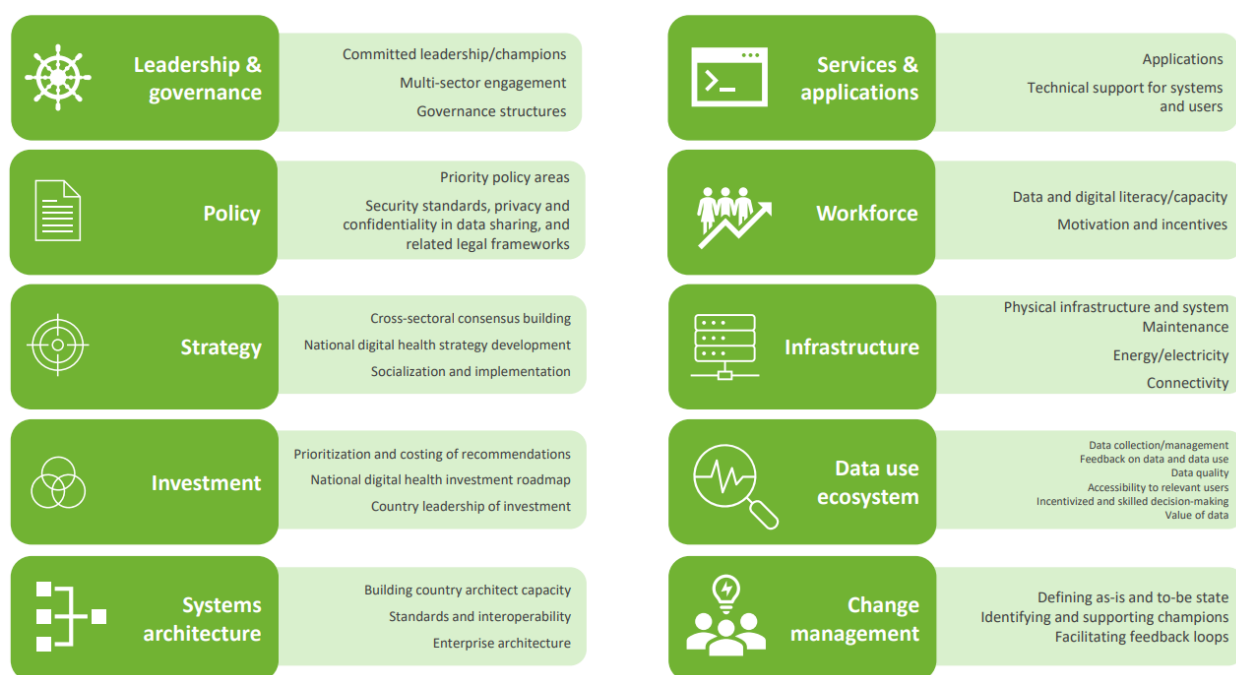 Leadership &
governance
Committed leadership/champions
Multi-sector engagement
Governance structures
Policy
Priority policy areas
Security standards, privacy and
confidentiality in data sharing, and
related legal frameworks
Strategy
Cross-sectoral consensus building
National digital health strategy development
Socialization and implementation
Investment
Prioritization and costing of recommendations
National digital health investment roadmap
Country leadership of investment
Systems
architecture
Building country architect capacity
Standards and interoperability
Enterprise architecture
Services &
applications
Applications
Technical support for systems
and users
Workforce
Data and digital literacy/capacity
Motivation and incentives
Infrastructure
Physical infrastructure and system
Maintenance
Energy/electricity
Connectivity
Data use
ecosystem
Data collection/management
Feedback on data and data use
Data quality
Accessibility to relevant users
Incentivized and skilled decision-making
Value of data
Change
management
Defining as-is and to-be state
Identifying and supporting champions
Facilitating feedback loops